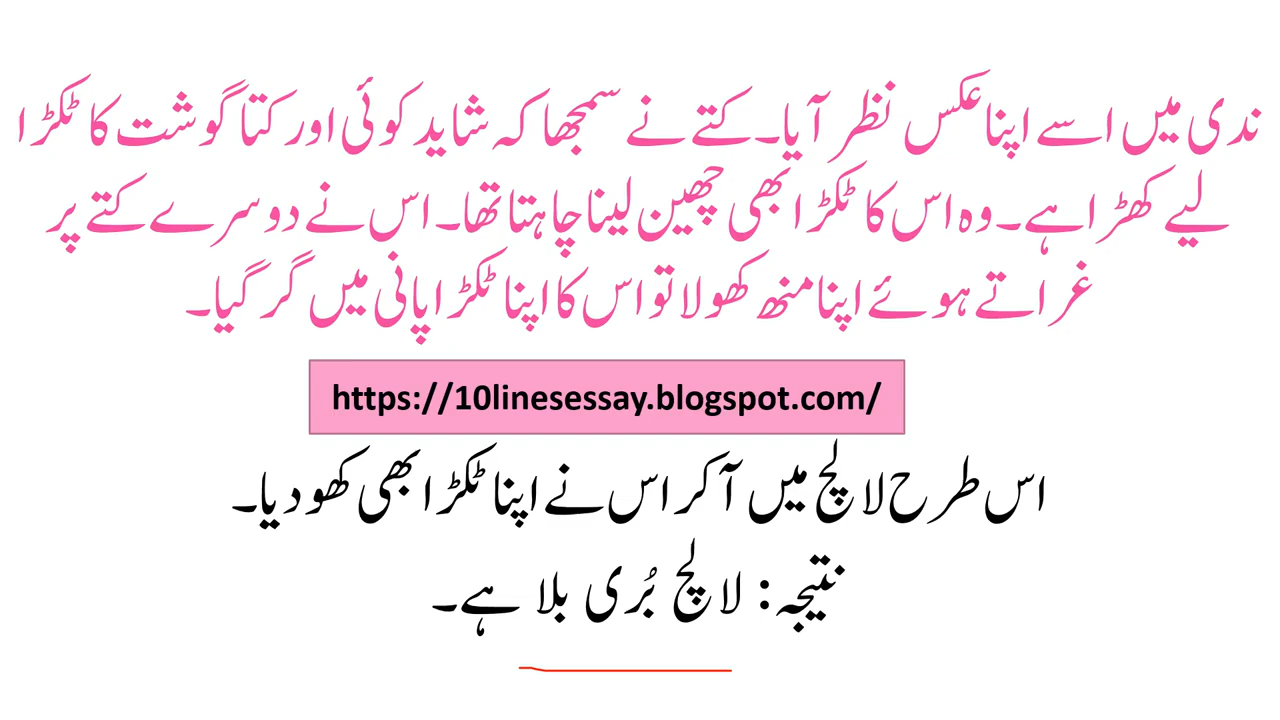 ندی میں اسے اپنا عکس نظر آیا۔ کتے نے سمجھا کہ شاید کوئی اور کتا گوشت کا ٹکڑا
لیے کھڑا ہے۔ وہ اس کا ٹکڑا بھی چھین لینا چاہتا تھا۔ اس نے دوسرے کتے پر
غراتے ہوئے اپنا منھ کھولا تو اس کا اپنا ٹکڑا پانی میں گر گیا۔
https://10linesessay.blogspot.com/
اس طرح لالچ میں آکر اس نے اپنا ٹکڑا بھی کھو دیا۔
نتیجہ: لالچ بُری بلا ہے۔